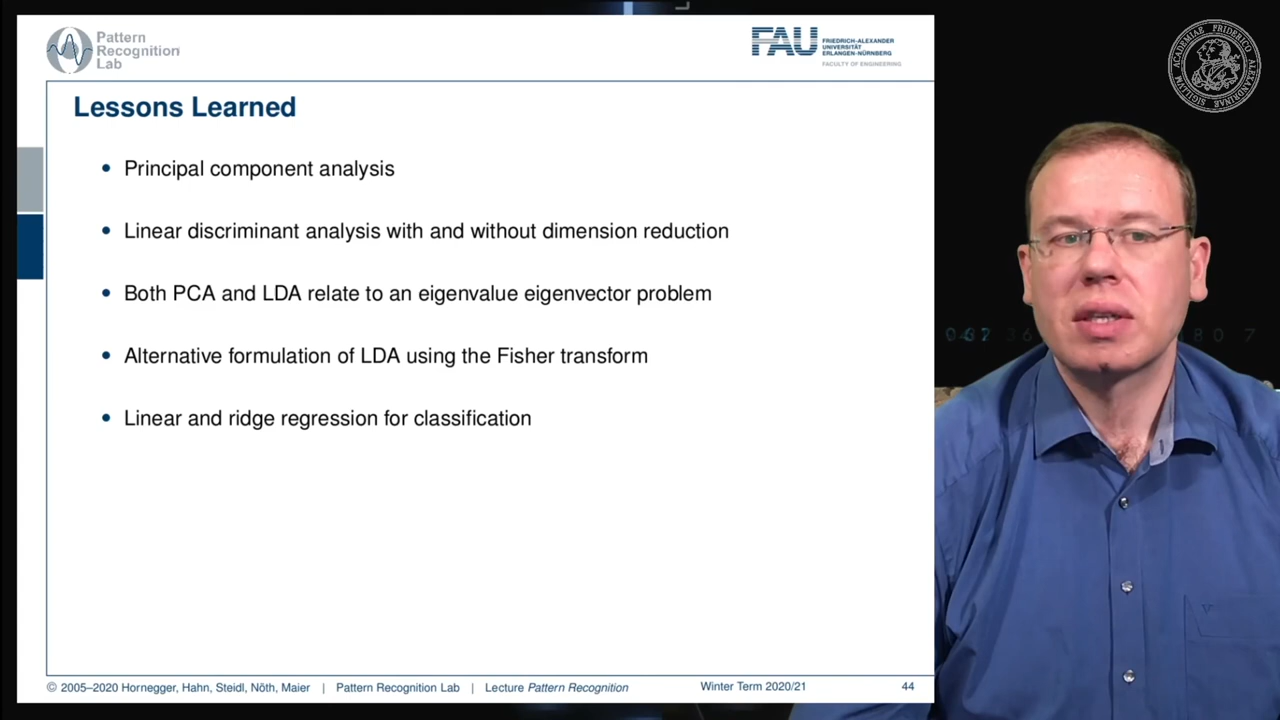 Pattern
Recognition
Lab
FAU
FRIEDRICH-ALEXANDER
UNIVERSITÄT
ERLANGEN-NÜRNBERG
FACULTY OF ENGINEERING
Lessons Learned
• Principal component analysis
• Linear discriminant analysis with and without dimension reduction
• Both PCA and LDA relate to an eigenvalue eigenvector problem
• Alternative formulation of LDA using the Fisher transform
• Linear and ridge regression for classification
© 2005–2020 Hornegger, Hahn, Steidl, Nöth, Maier | Pattern Recognition Lab | Lecture Pattern Recognition Winter Term 2020/21 44